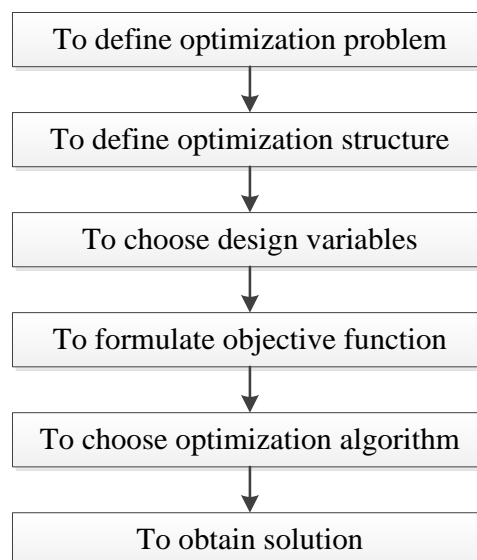 To define optimization problem
To define optimization structure
To choose design variables
To formulate objective function
To choose optimization algorithm
To obtain solution